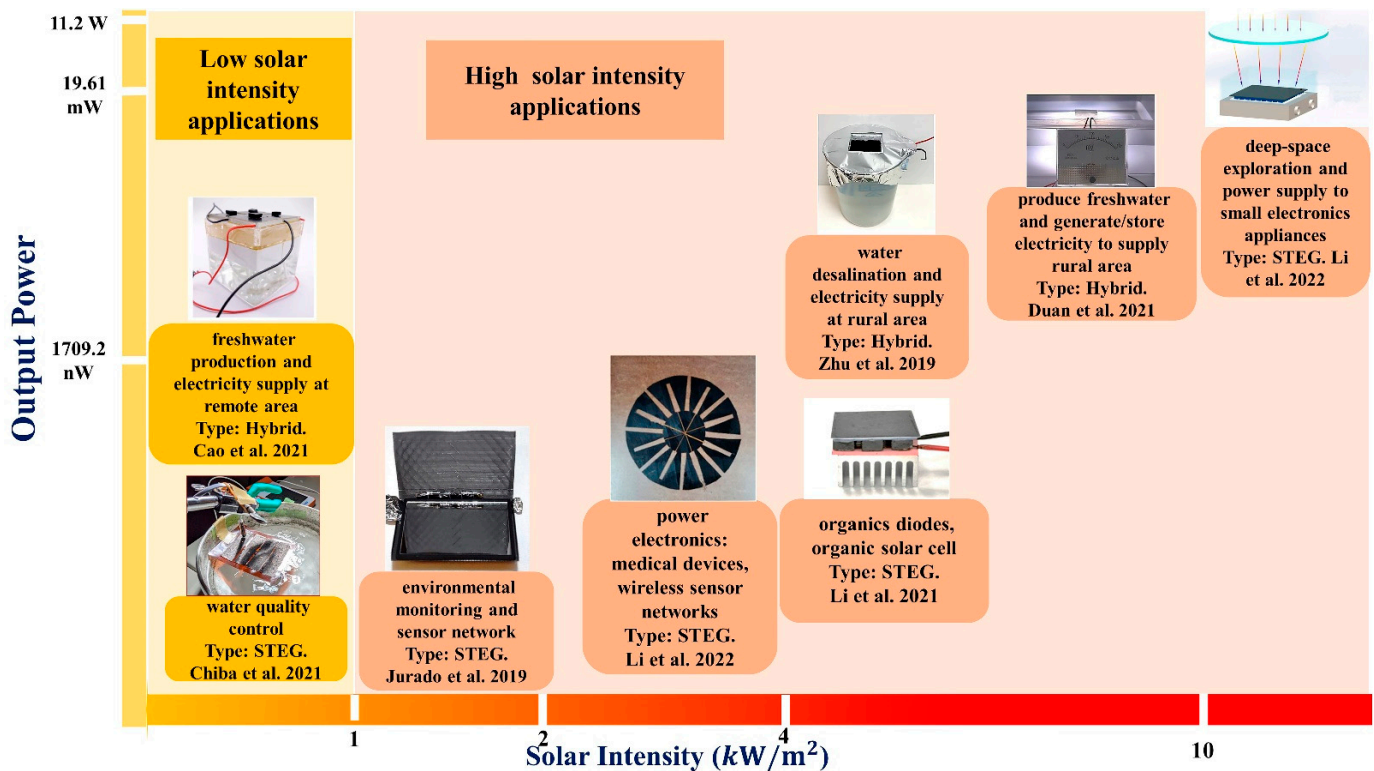 11.2 W
19.61
mW
1709.2
nW
Output Power
Low solar
intensity
applications
High solar intensity
applications
freshwater
production and
electricity supply at
remote area
Type: Hybrid.
Cao et al. 2021
water quality
control
Type: STEG.
Chiba et al. 2021
environmental
monitoring and
sensor network
Type: STEG.
Jurado et al. 2019
power
electronics:
medical devices,
wireless sensor
networks
Type: STEG.
Li et al. 2022
water
desalination and
electricity supply
at rural area
Type: Hybrid.
Zhu et al. 2019
organics diodes,
organic solar cell
Type: STEG.
Li et al. 2021
produce freshwater
and generate/store
electricity to supply
rural area
Type: Hybrid.
Duan et al. 2021
deep-space
exploration and
power supply to
small electronics
appliances
Type: STEG. Li
et al. 2022
1
2
4
10
Solar Intensity (kW/m²)